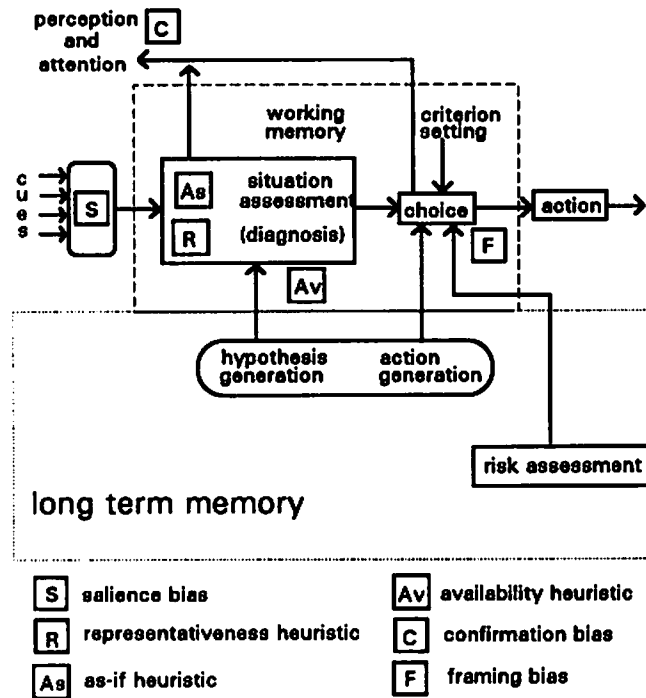 perception
and
attention
C
working
memory
criterion
setting
c
u
e
s
S
As
situation
assessment
R
(diagnosis)
choice
action
F
Av
hypothesis
generation
action
generation
risk assessment
long term memory
S salience bias
R representativeness heuristic
As as-if heuristic
Av availability heuristic
C confirmation bias
F framing bias